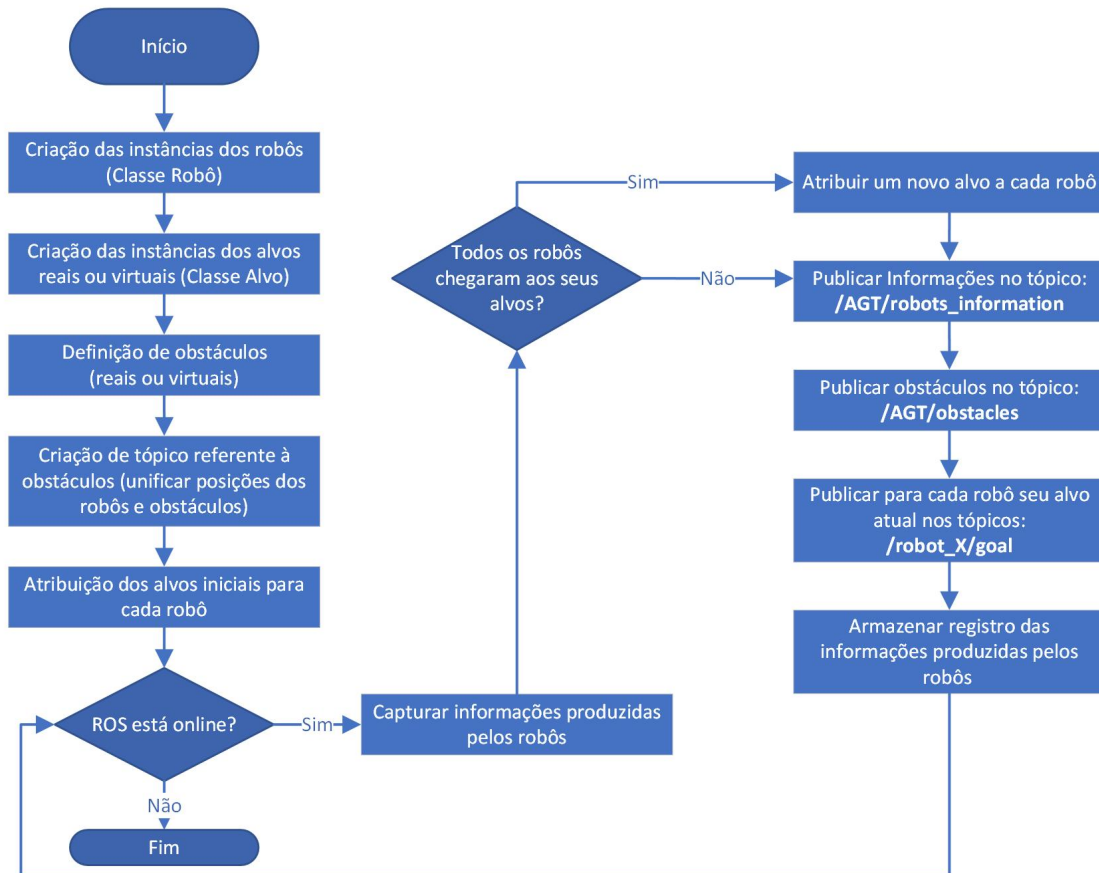 Início
Criação das instâncias dos robôs
(Classe Robô)
Criação das instâncias dos alvos
reais ou virtuais (Classe Alvo)
Definição de obstáculos
(reais ou virtuais)
Criação de tópico referente à
obstáculos (unificar posições dos
robôs e obstáculos)
Atribuição dos alvos iniciais para
cada robô
ROS está online?
Não
Fim
Sim
Capturar informações produzidas
pelos robôs
Todos os robôs
chegaram aos seus
alvos?
Sim
Não
Atribuir um novo alvo a cada robô
Publicar Informações no tópico:
/AGT/robots_information
Publicar obstáculos no tópico:
/AGT/obstacles
Publicar para cada robô seu alvo
atual nos tópicos:
/robot_X/goal
Armazenar registro das
informações produzidas pelos
robôs